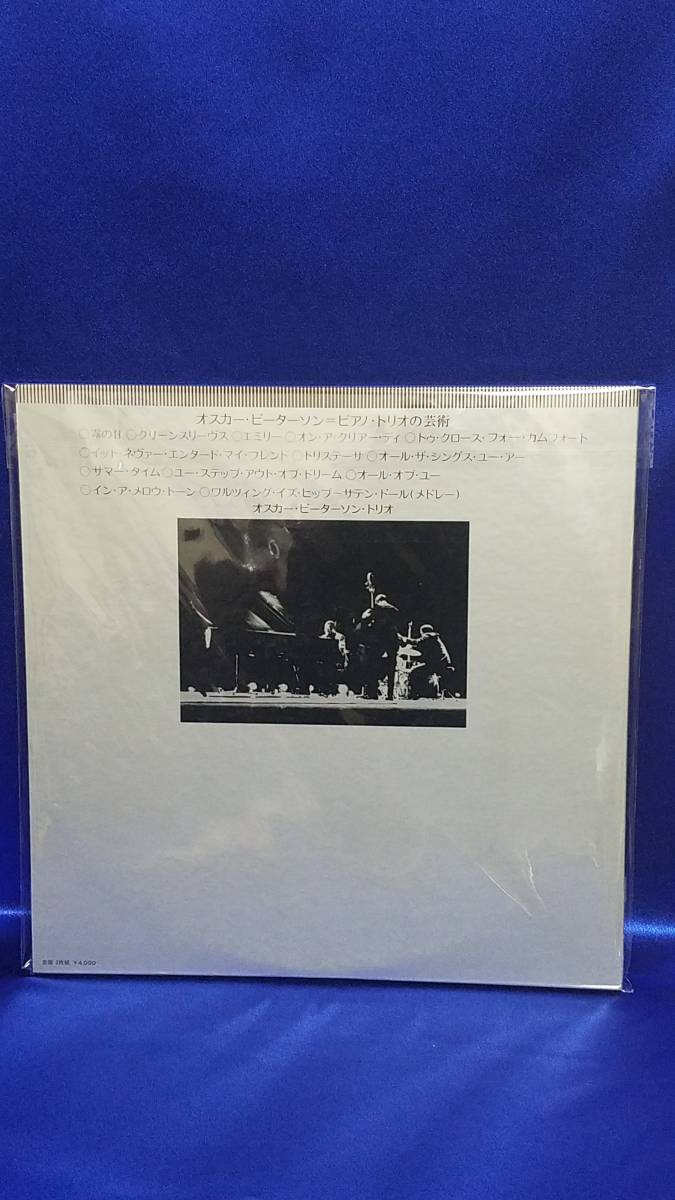 オスカー・ピーターソン=ピアノ・トリオの芸術
○霧の日 ○グリーンスリーヴス ○エミリー ○オン・ア・クリアー・デイ ○トゥ・クロース・フォー・カムフォート
○イット・ネヴァー・エンタード・マイ・フレンド ○トリステーサ ○オール・ザ・シングス・ユー・アー
○サマー・タイム ○ユー・ステップ・アウト・オブ・ドリーム ○オール・オブ・ユー
○イン・ア・メロウ・トーン ○ワルツィング・イズ・ヒップ〜サテン・ドール(メドレー)
オスカー・ピーターソン・トリオ
2枚組 ¥4,000